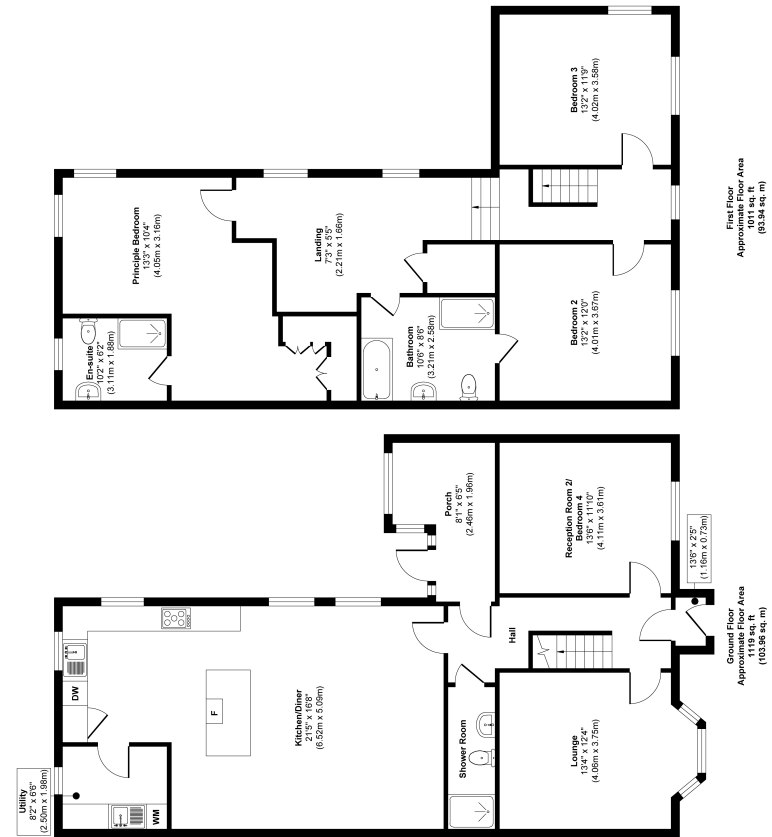 Bedroom 3
13'2" x 11'9"
(4.02m x 3.58m)
First Floor
Approximate Floor Area
1011 sq. ft
(93.94 sq. m)
Principle Bedroom
13'3" x 10'4"
(4.05m x 3.16m)
Landing
7'3" x 5'5"
(2.21m x 1.66m)
En-suite
10'2" x 6'2"
(3.11m x 1.88m)
Bathroom
10'6" x 8'6"
(3.21m x 2.58m)
Bedroom 2
13'2" x 12'0"
(4.01m x 3.67m)
Porch
8'1" x 6'5"
(2.46m x 1.96m)
Reception Room 2/
Bedroom 4
13'6" x 11'10"
(4.11m x 3.61m)
13'6" x 2'5"
(1.16m x 0.73m)
Ground Floor
Approximate Floor Area
1119 sq. ft
(103.96 sq. m)
Hall
DW
F
Kitchen/Diner
21'5" x 16'8"
(6.52m x 5.09m)
Shower Room
Lounge
13'4" x 12'4"
(4.06m x 3.75m)
Utility
8'2" x 6'6"
(2.50m x 1.98m)
WM